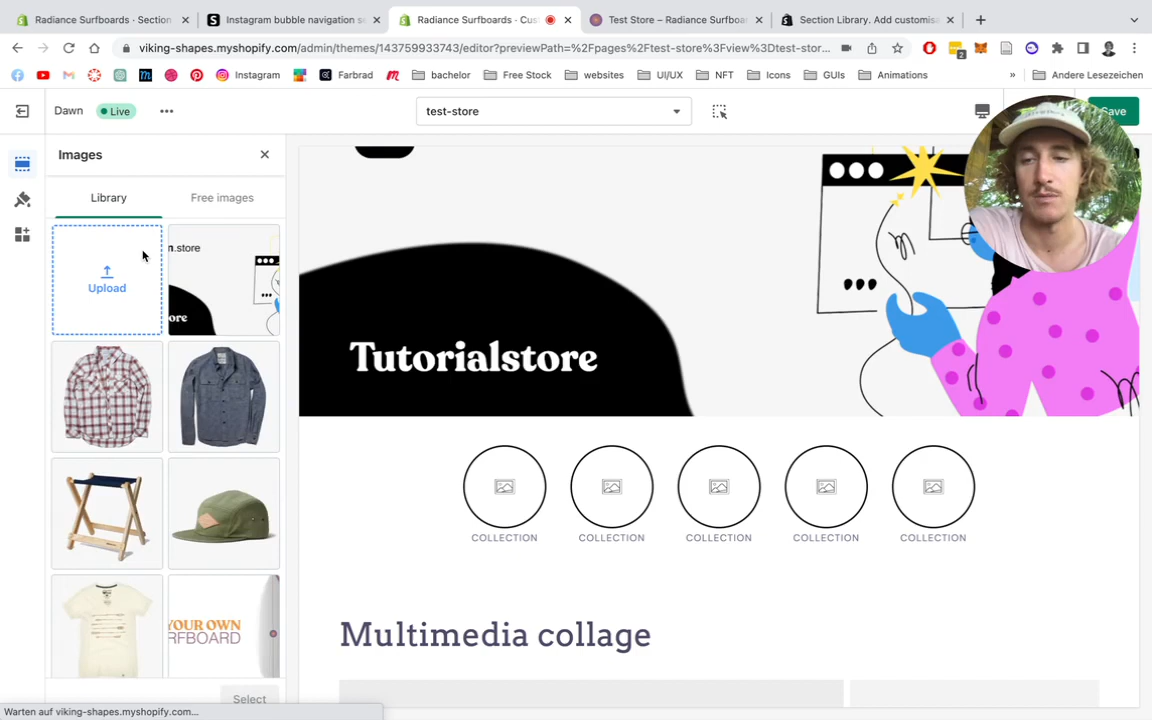 Radiance Surfboards · Section
Instagram bubble navigation se
Radiance Surfboards · Cus
Test Store – Radiance Surfboa
Section Library. Add customisa
viking-shapes.myshopify.com/admin/themes/143759933743/editor?previewPath=%2Fpages%2Ftest-store%3Fview%3Dtest-stor...
2
Instagram
Farbrad
bachelor
Free Stock
websites
UI/UX
NFT
Icons
GUIs
Animations
»
Andere Lesezeichen
Dawn
Live
test-store
Save
Images
Library
Free images
Upload
n.store
ore
YOUR OWN
RFBOARD
Select
Tutorialstore
COLLECTION
COLLECTION
COLLECTION
COLLECTION
COLLECTION
Multimedia collage
Warten auf viking-shapes.myshopify.com...